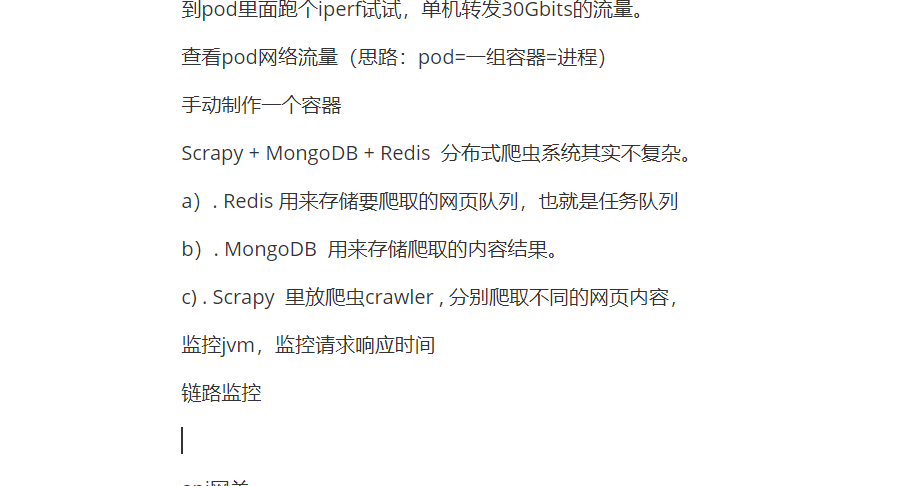 到pod里面跑个iperf试试，单机转发30Gbits的流量。
查看pod网络流量（思路：pod=一组容器=进程）
手动制作一个容器
Scrapy + MongoDB + Redis 分布式爬虫系统其实不复杂。
a）. Redis 用来存储要爬取的网页队列，也就是任务队列
b）. MongoDB 用来存储爬取的内容结果。
c) . Scrapy 里放爬虫crawler , 分别爬取不同的网页内容，
监控jvm，监控请求响应时间
链路监控
api网关